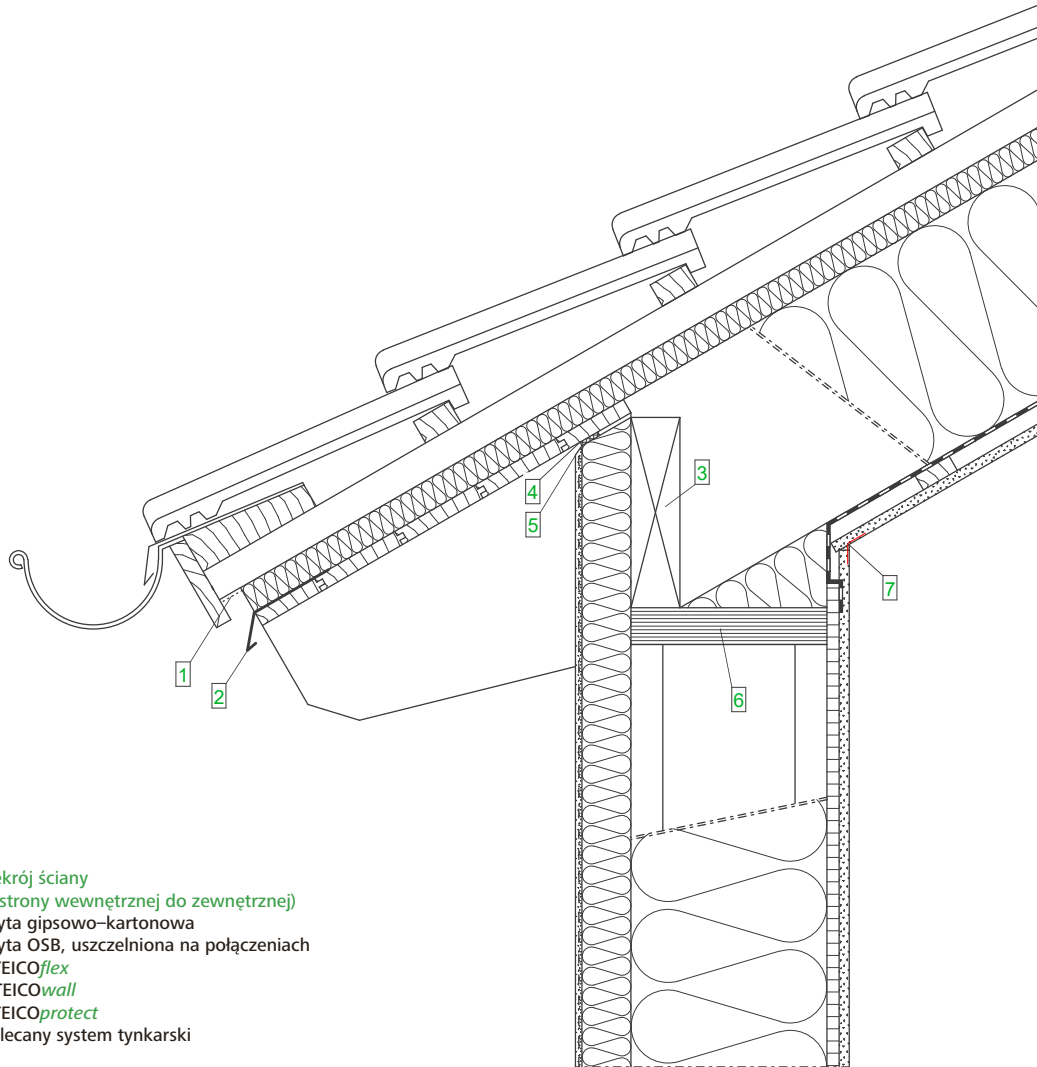 3
4
5
7
1
2
6
ekrój ściany
strony wewnętrznej do zewnętrznej)
yta gipsowo–kartonowa
yta OSB, uszczelniona na połączeniach
TEICOflex
TEICOwall
TEICOprotect
lecany system tynkarski